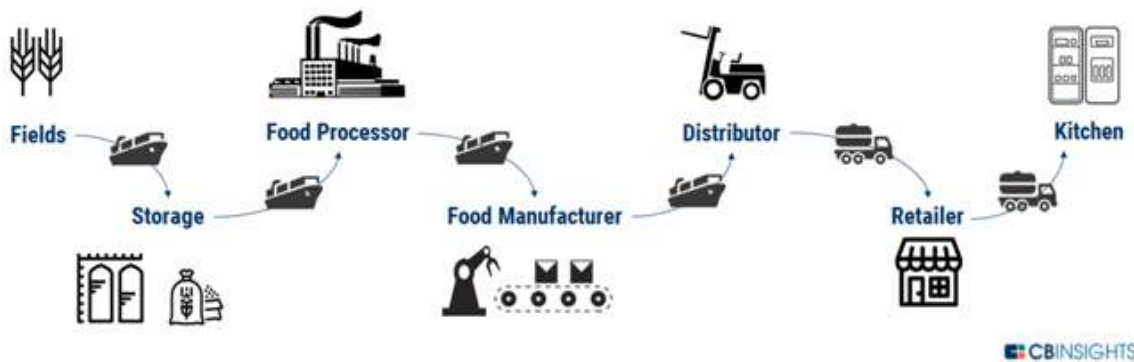 Fields
Food Processor
Distributor
Kitchen
Storage
Food Manufacturer
Retailer
CBINSIGHTS